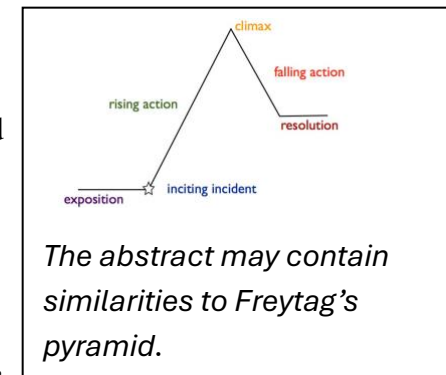 climax
falling action
rising action
resolution
inciting incident
exposition
The abstract may contain
similarities to Freytag’s
pyramid.